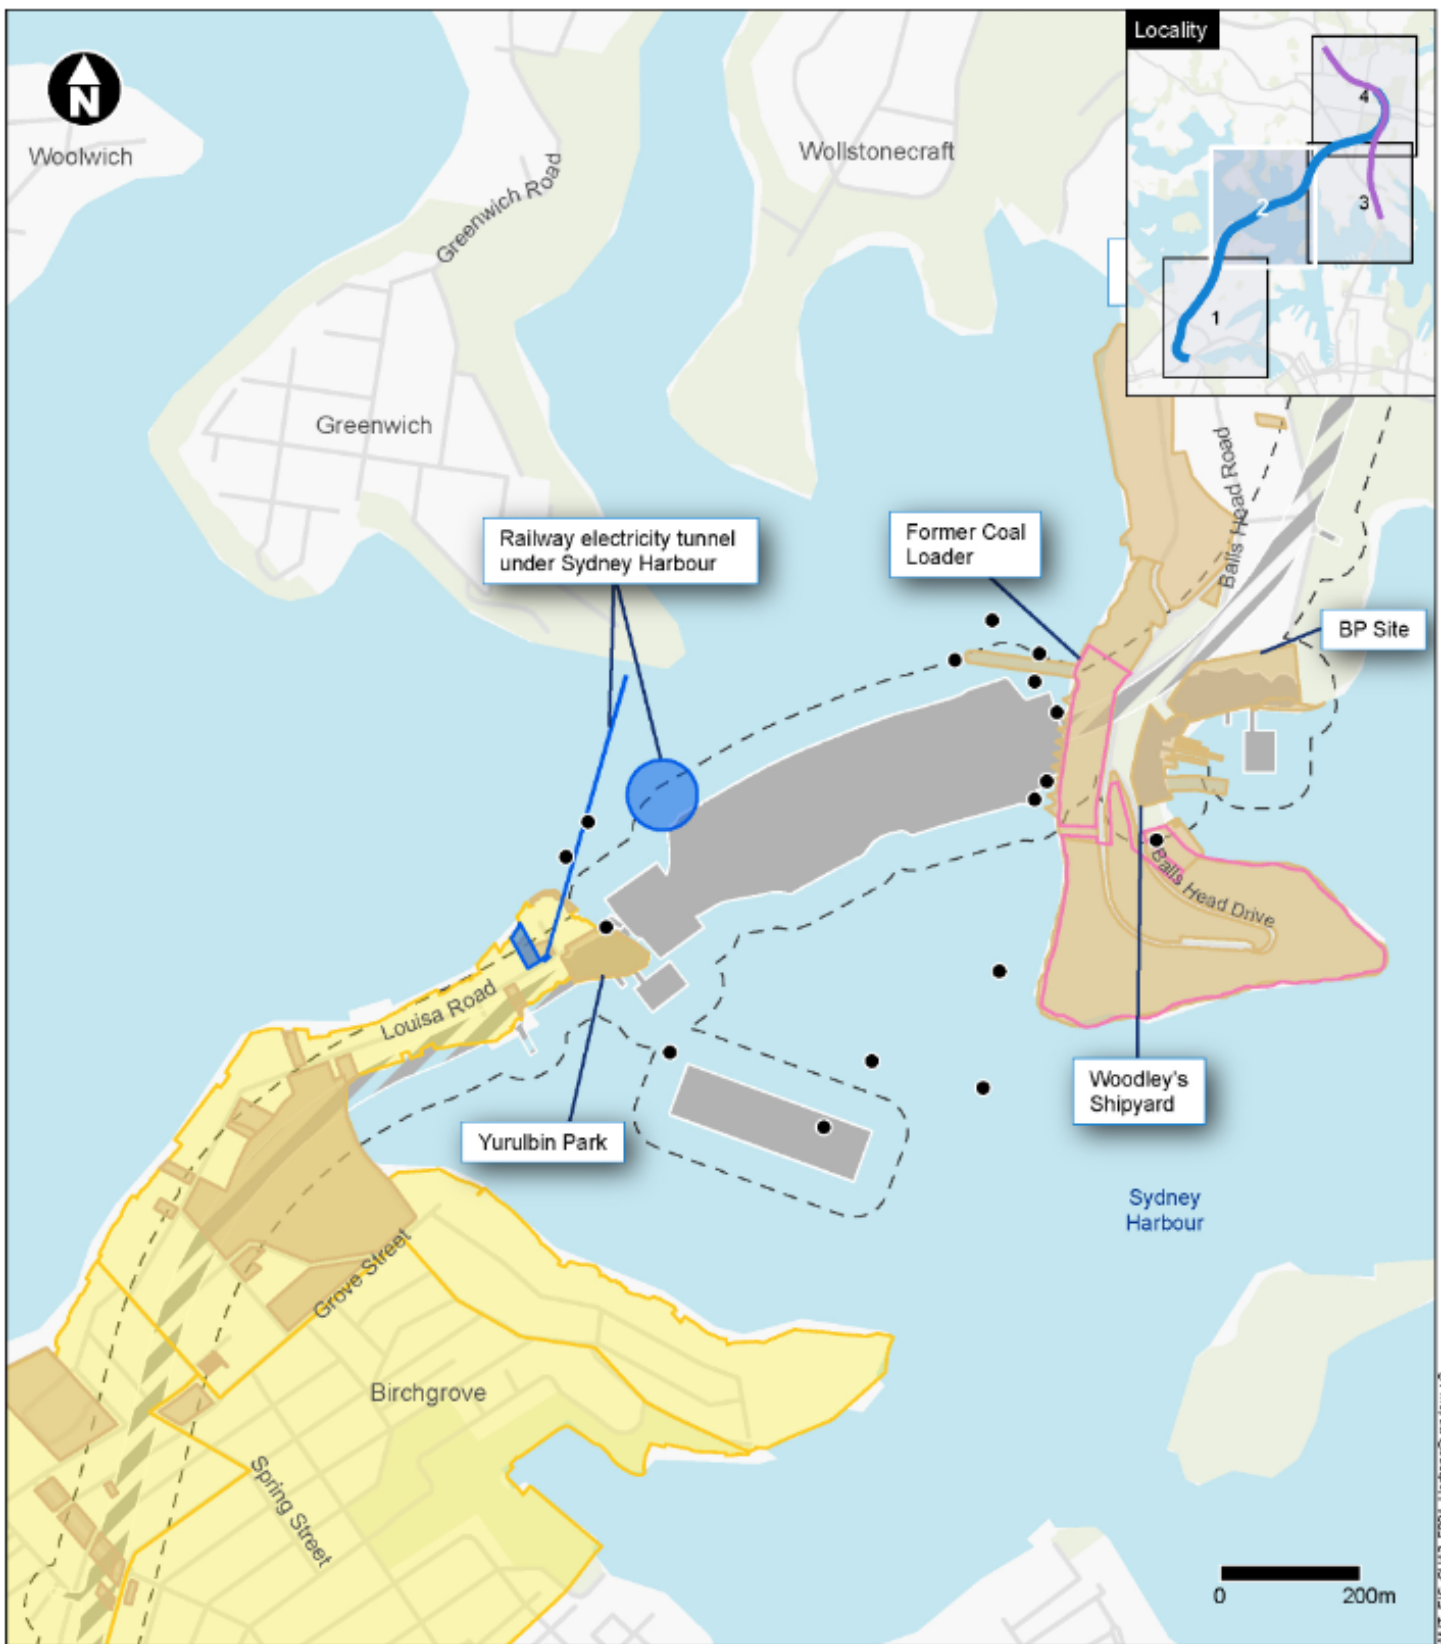 Locality
4
2
3
1
N
Woolwich
Wollstonecraft
Greenwich Road
Greenwich
Railway electricity tunnel
under Sydney Harbour
Former Coal
Loader
Balls Head Road
BP Site
Balls Head Drive
Louisa Road
Woodley's
Shipyard
Yurulbin Park
Sydney
Harbour
Grove Street
Birchgrove
Spring Street
0
200m